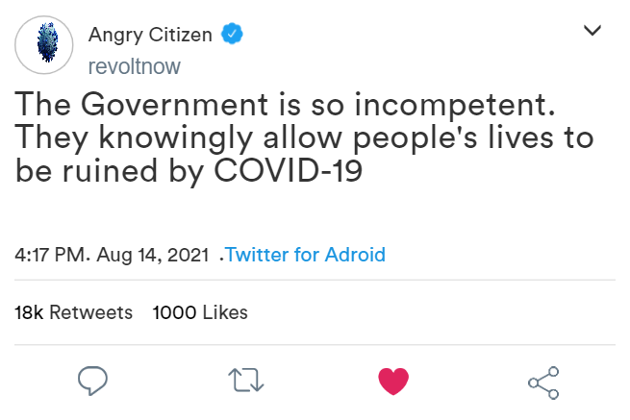 Angry Citizen
revoltnow
The Government is so incompetent.
They knowingly allow people's lives to
be ruined by COVID-19
4:17 PM. Aug 14, 2021 .Twitter for Adroid
18k Retweets 1000 Likes